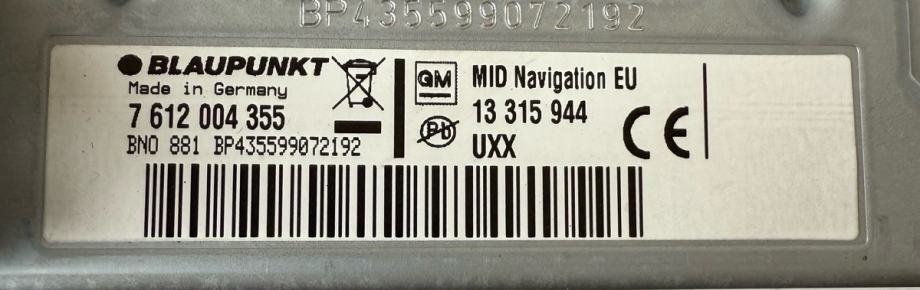 BP435599072192
BLAUPUNKT
Made in Germany
7 612 004 355
BNO 881 BP435599072192
GM
Pb
MID Navigation EU
13 315 944
UXX
CE